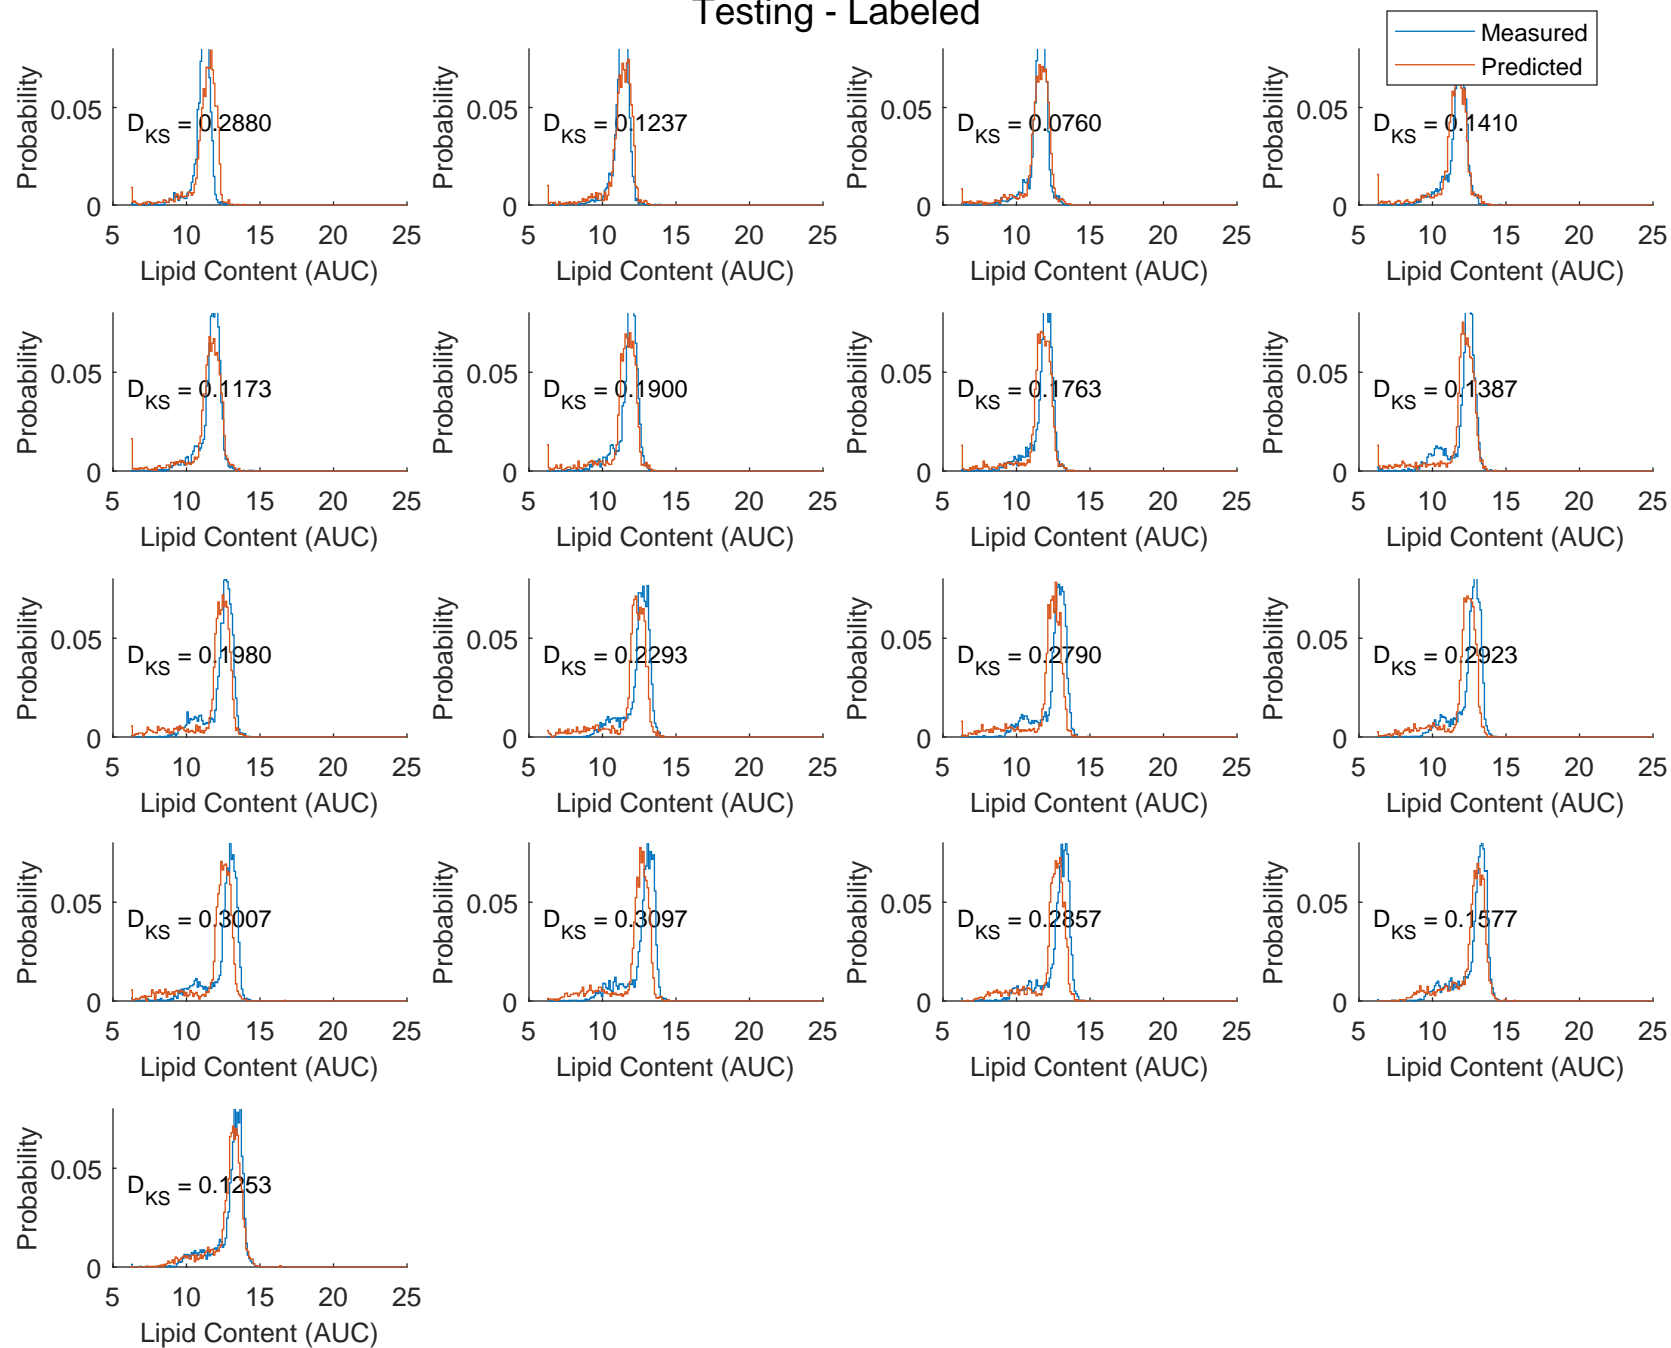 Testing - Labeled
Measured
Predicted
Probability
0.05
0
D_KS = 0.2880
5 10 15 20 25
Lipid Content (AUC)
Probability
0.05
0
D_KS = 0.1237
5 10 15 20 25
Lipid Content (AUC)
Probability
0.05
0
D_KS = 0.0760
5 10 15 20 25
Lipid Content (AUC)
Probability
0.05
0
D_KS = 0.1410
5 10 15 20 25
Lipid Content (AUC)
Probability
0.05
0
D_KS = 0.1173
5 10 15 20 25
Lipid Content (AUC)
Probability
0.05
0
D_KS = 0.1900
5 10 15 20 25
Lipid Content (AUC)
Probability
0.05
0
D_KS = 0.1763
5 10 15 20 25
Lipid Content (AUC)
Probability
0.05
0
D_KS = 0.1387
5 10 15 20 25
Lipid Content (AUC)
Probability
0.05
0
D_KS = 0.1980
5 10 15 20 25
Lipid Content (AUC)
Probability
0.05
0
D_KS = 0.2293
5 10 15 20 25
Lipid Content (AUC)
Probability
0.05
0
D_KS = 0.2790
5 10 15 20 25
Lipid Content (AUC)
Probability
0.05
0
D_KS = 0.2923
5 10 15 20 25
Lipid Content (AUC)
Probability
0.05
0
D_KS = 0.3007
5 10 15 20 25
Lipid Content (AUC)
Probability
0.05
0
D_KS = 0.3097
5 10 15 20 25
Lipid Content (AUC)
Probability
0.05
0
D_KS = 0.2857
5 10 15 20 25
Lipid Content (AUC)
Probability
0.05
0
D_KS = 0.1577
5 10 15 20 25
Lipid Content (AUC)
Probability
0.05
0
D_KS = 0.1253
5 10 15 20 25
Lipid Content (AUC)